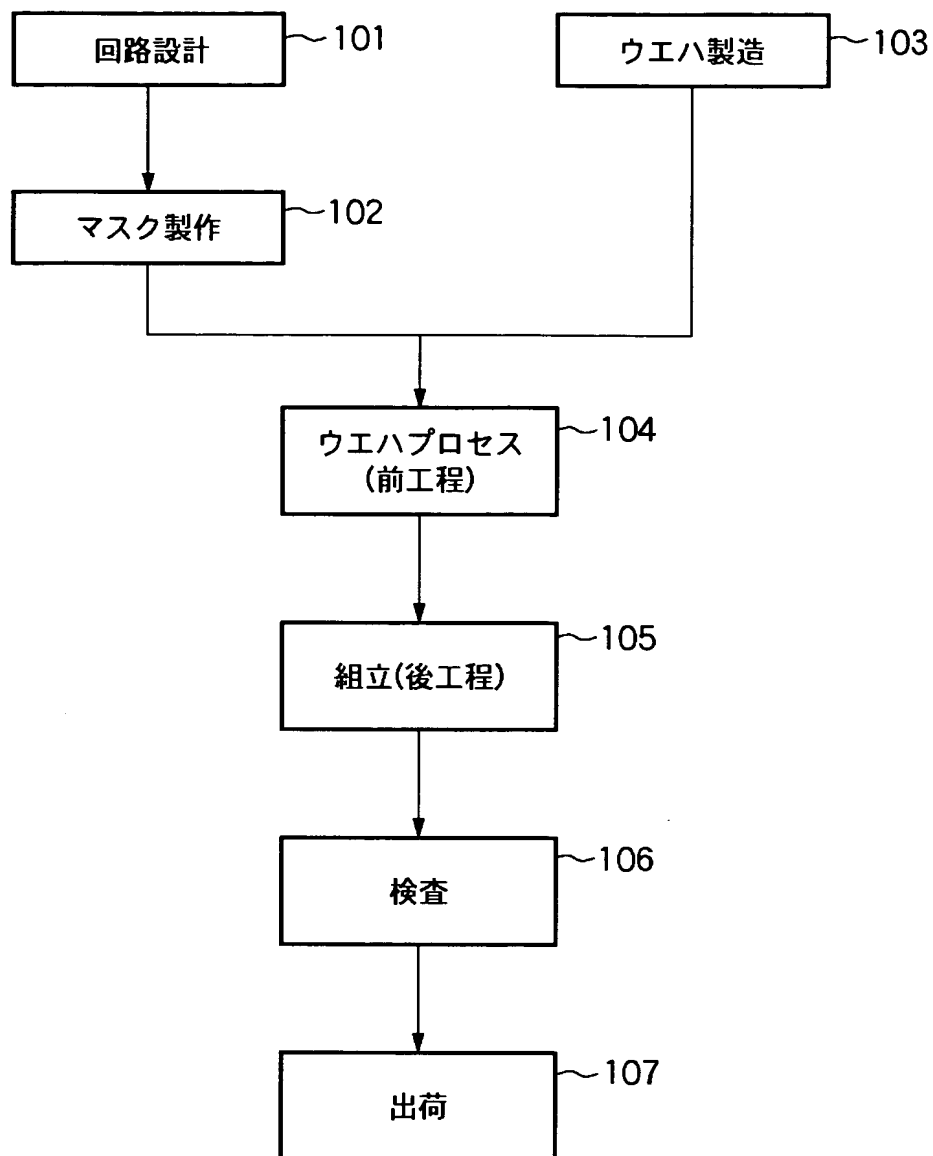 回路設計
101
ウエハ製造
103
マスク製作
102
ウエハプロセス
(前工程)
104
組立(後工程)
105
検査
106
出荷
107